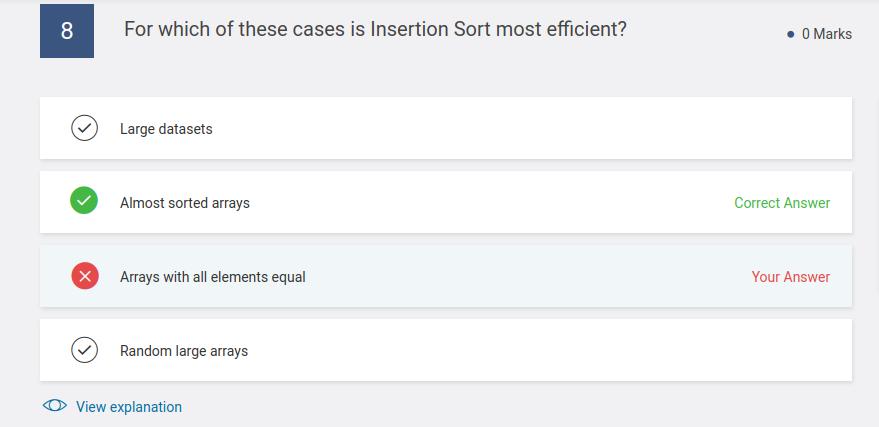 8
For which of these cases is Insertion Sort most efficient?
0 Marks
Large datasets
Almost sorted arrays
Correct Answer
Arrays with all elements equal
Your Answer
Random large arrays
View explanation